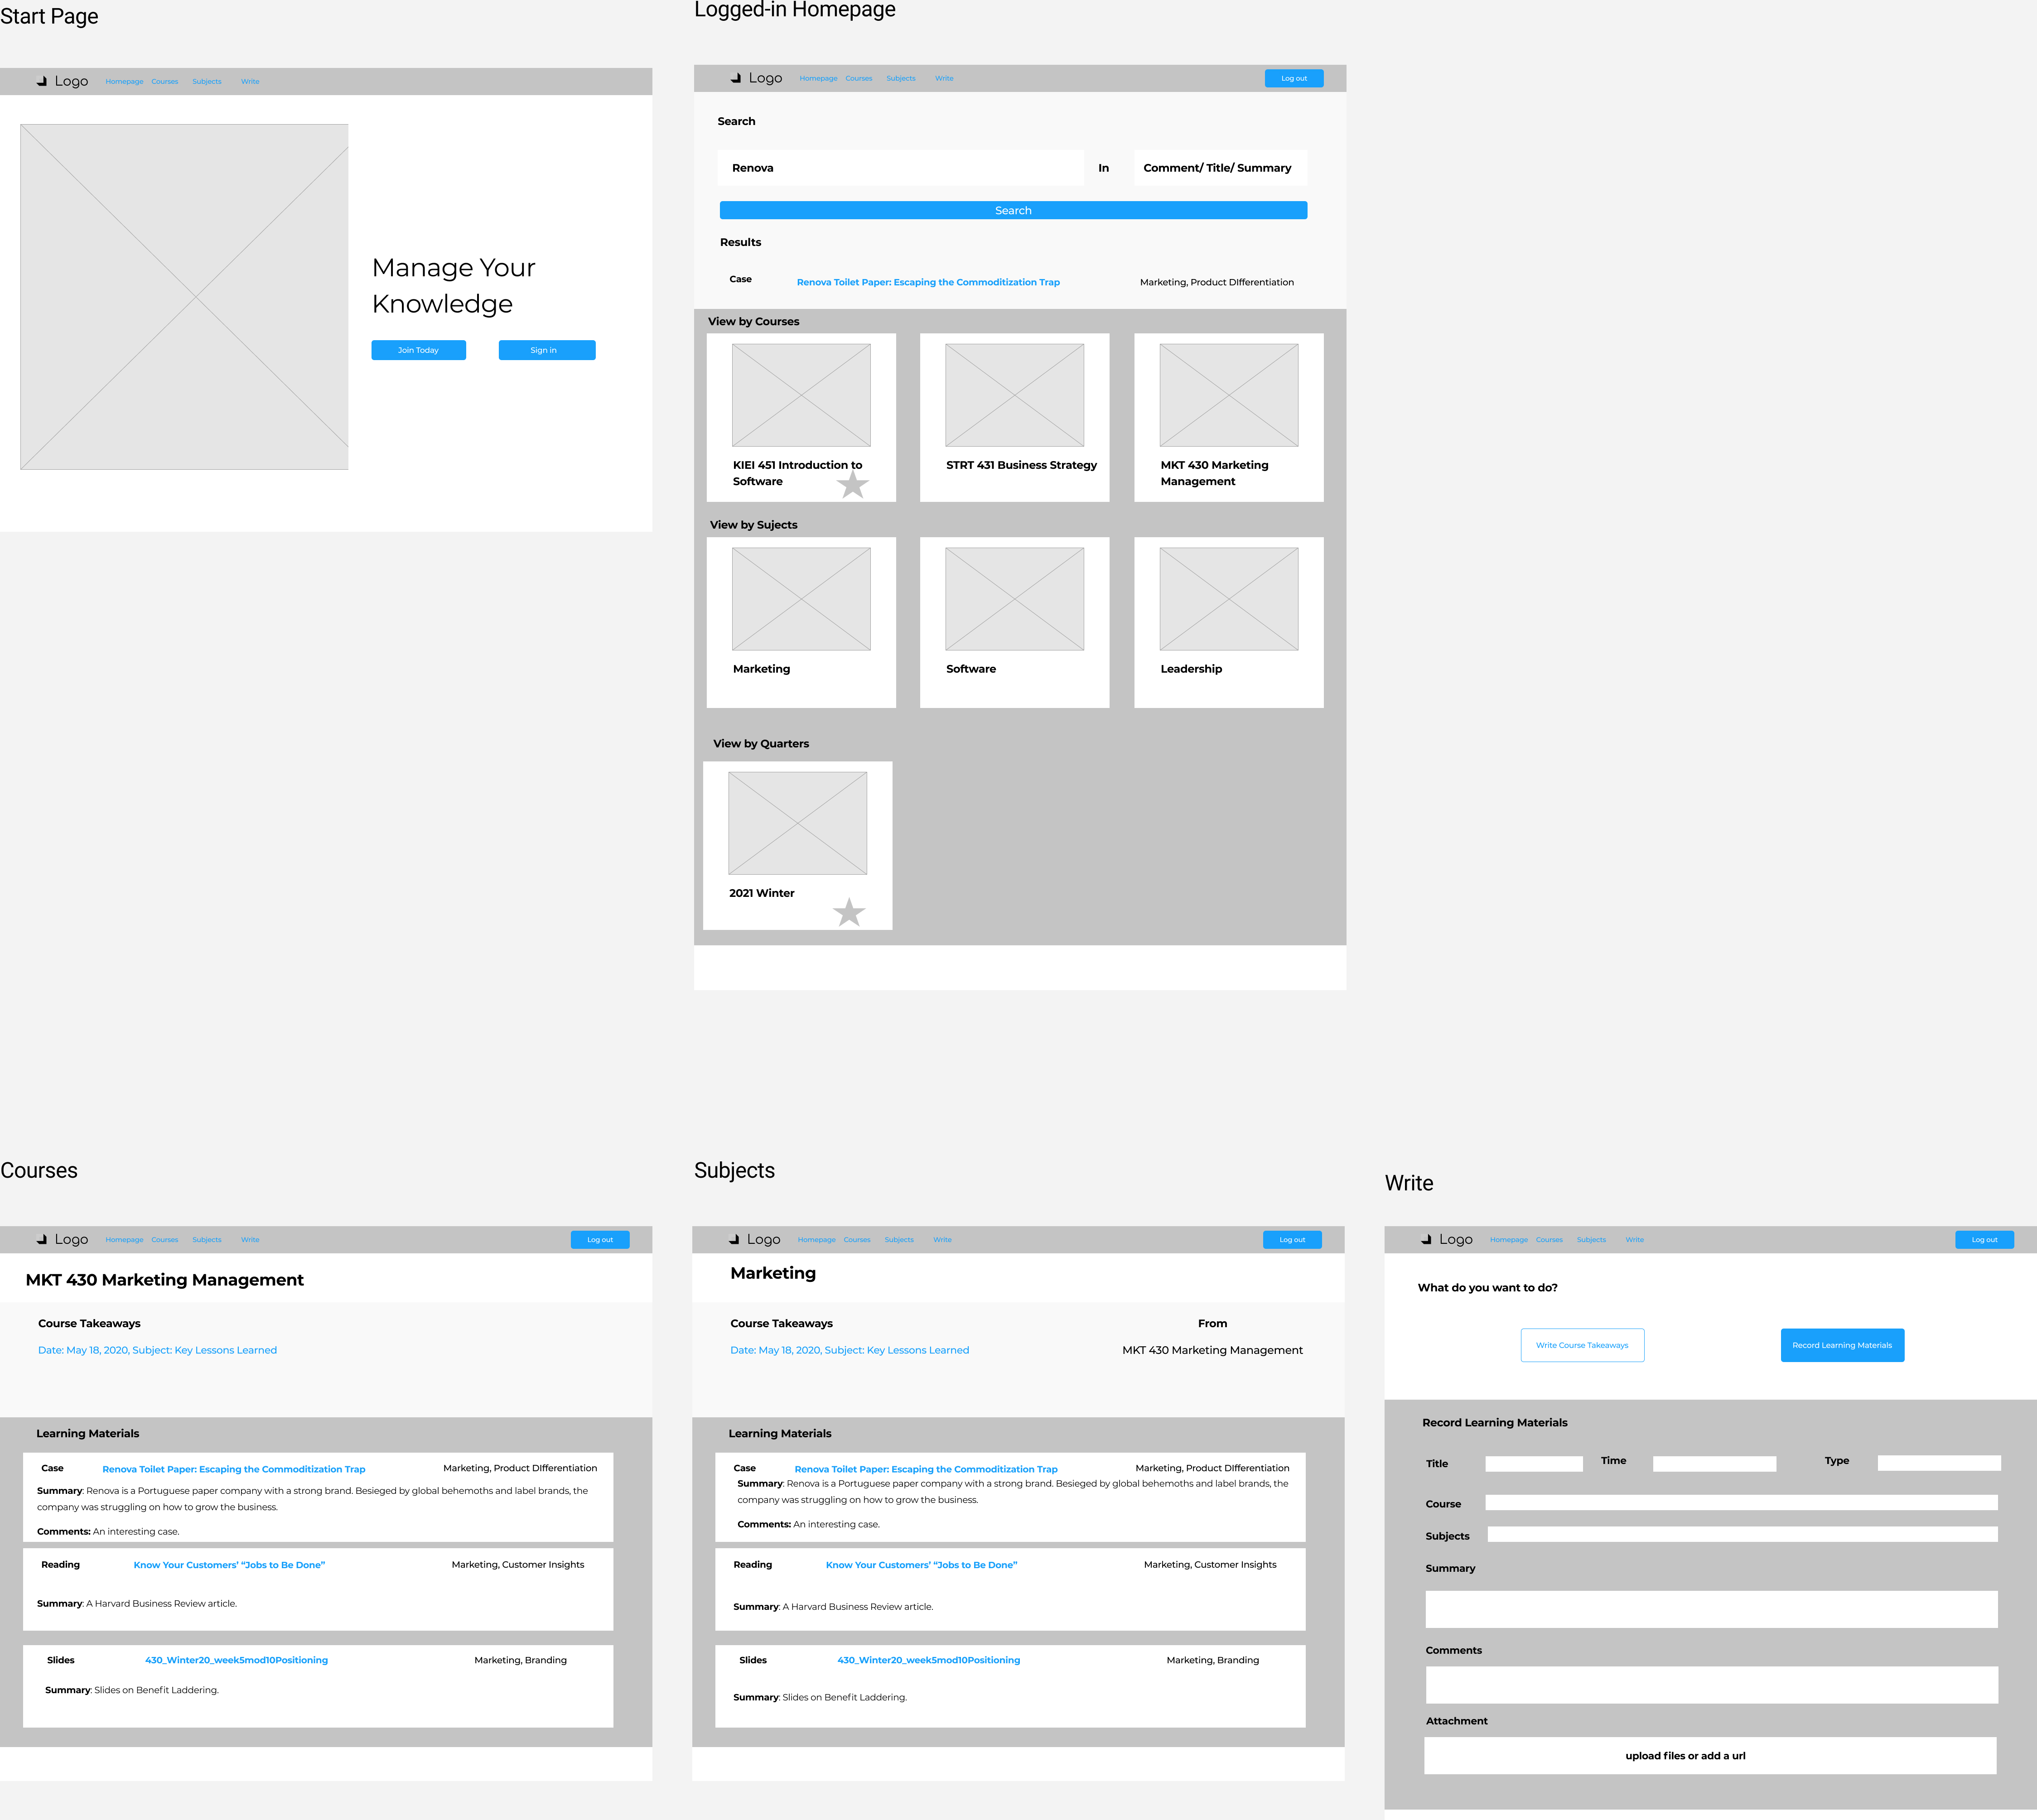 Start Page
Logo Homepage Courses Subjects Write
Manage Your
Knowledge
Join Today Sign in
Logged-in Homepage
Logo Homepage Courses Subjects Write Log out
Search
Renova In Comment/ Title/ Summary
Search
Results
Case Renova Toilet Paper: Escaping the Commoditization Trap Marketing, Product DIfferentiation
View by Courses
KIEI 451 Introduction to
Software
STRT 431 Business Strategy
MKT 430 Marketing
Management
View by Sujects
Marketing Software Leadership
View by Quarters
2021 Winter
Courses
Logo Homepage Courses Subjects Write Log out
MKT 430 Marketing Management
Course Takeaways
Date: May 18, 2020, Subject: Key Lessons Learned
Learning Materials
Case Renova Toilet Paper: Escaping the Commoditization Trap Marketing, Product DIfferentiation
Summary: Renova is a Portuguese paper company with a strong brand. Besieged by global behemoths and label brands, the
company was struggling on how to grow the business.
Comments: An interesting case.
Reading Know Your Customers’ “Jobs to Be Done” Marketing, Customer Insights
Summary: A Harvard Business Review article.
Slides 430_Winter20_week5mod10Positioning Marketing, Branding
Summary: Slides on Benefit Laddering.
Subjects
Logo Homepage Courses Subjects Write Log out
Marketing
Course Takeaways From
Date: May 18, 2020, Subject: Key Lessons Learned MKT 430 Marketing Management
Learning Materials
Case Renova Toilet Paper: Escaping the Commoditization Trap Marketing, Product DIfferentiation
Summary: Renova is a Portuguese paper company with a strong brand. Besieged by global behemoths and label brands, the
company was struggling on how to grow the business.
Comments: An interesting case.
Reading Know Your Customers’ “Jobs to Be Done” Marketing, Customer Insights
Summary: A Harvard Business Review article.
Slides 430_Winter20_week5mod10Positioning Marketing, Branding
Summary: Slides on Benefit Laddering.
Write
Logo Homepage Courses Subjects Write Log out
What do you want to do?
Write Course Takeaways Record Learning Materials
Record Learning Materials
Title Time Type
Course
Subjects
Summary
Comments
Attachment
upload files or add a url